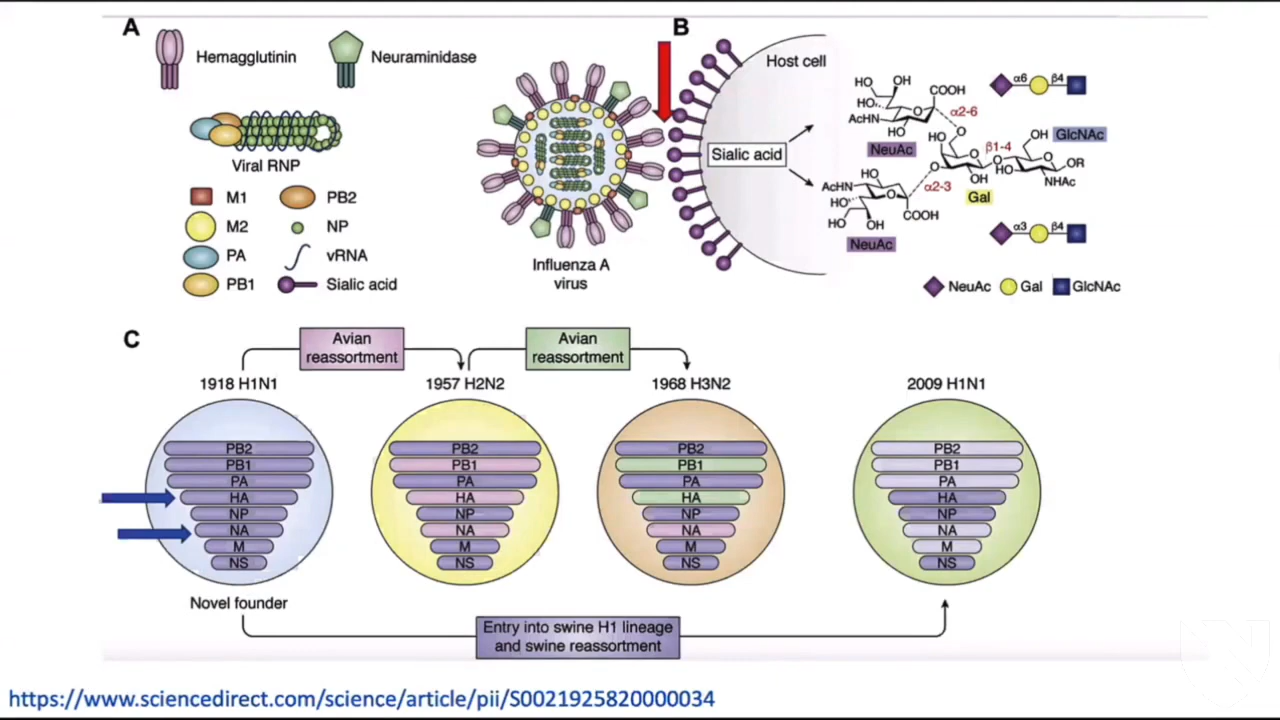 A
Hemagglutinin
Neuraminidase
Viral RNP
M1
PB2
M2
NP
PA
vRNA
PB1
Sialic acid
Influenza A
virus
B
Host cell
Sialic acid
HO
OH
COOH
HO
AcHN
HO
α2-6
NeuAc
HO
O
β1-4
OH
GlcNAc
O
O
O
HO
O
OR
OH
NHAc
Gal
α2-3
AcHN
HO
HO
O
HO
OH
COOH
NeuAc
α6
β4
α3
β4
NeuAc
Gal
GlcNAc
C
Avian
reassortment
Avian
reassortment
1918 H1N1
1957 H2N2
1968 H3N2
2009 H1N1
PB2
PB1
PA
HA
NP
NA
M
NS
PB2
PB1
PA
HA
NP
NA
M
NS
PB2
PB1
PA
HA
NP
NA
M
NS
PB2
PB1
PA
HA
NP
NA
M
NS
Novel founder
Entry into swine H1 lineage
and swine reassortment
https://www.sciencedirect.com/science/article/pii/S0021925820000034